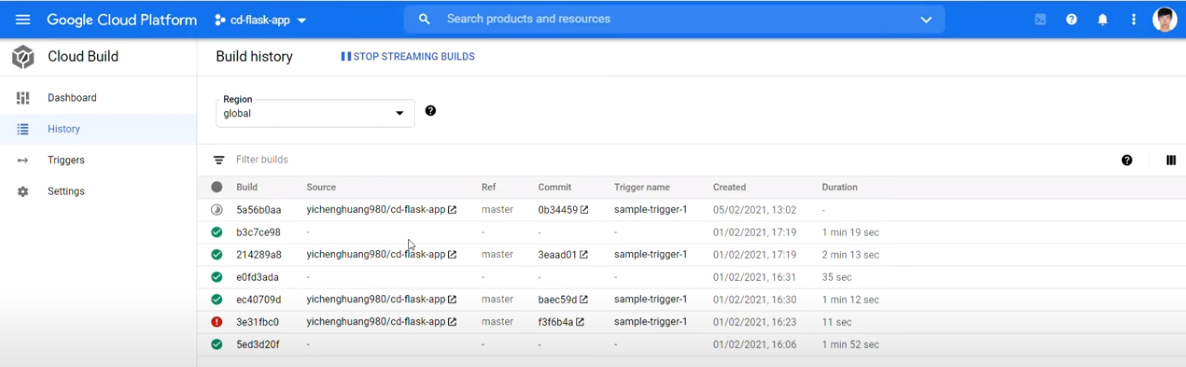 Google Cloud Platform cd-flask-app Search products and resources
Cloud Build Build history STOP STREAMING BUILDS
Dashboard
History
Triggers
Settings
Region
global
Filter builds
Build Source Ref Commit Trigger name Created Duration
5a56b0aa yichenghuang980/cd-flask-app master 0b34459 sample-trigger-1 05/02/2021, 13:02 -
b3c7ce98 - - - - 01/02/2021, 17:19 1 min 19 sec
214289a8 yichenghuang980/cd-flask-app master 3eaad01 sample-trigger-1 01/02/2021, 17:19 2 min 13 sec
e0fd3ada - - - - 01/02/2021, 16:31 35 sec
ec40709d yichenghuang980/cd-flask-app master baec59d sample-trigger-1 01/02/2021, 16:30 1 min 12 sec
3e31fbc0 yichenghuang980/cd-flask-app master f3f6b4a sample-trigger-1 01/02/2021, 16:23 11 sec
5ed3d20f - - - - 01/02/2021, 16:06 1 min 52 sec